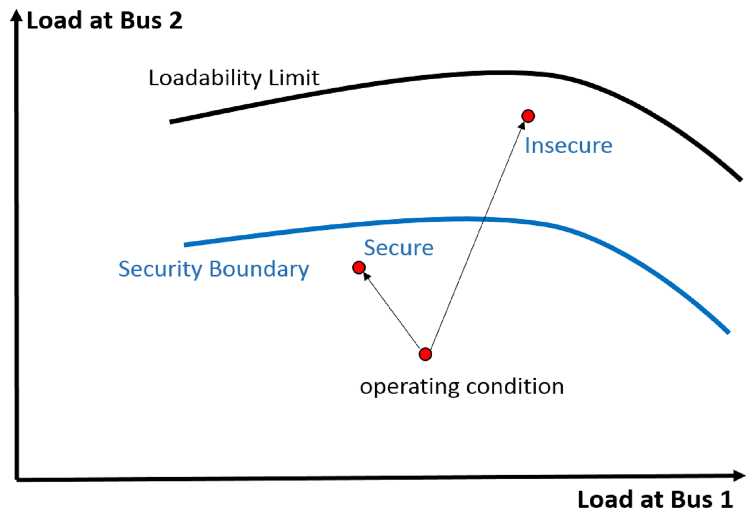 Load at Bus 2
Loadability Limit
Insecure
Secure
Security Boundary
operating condition
Load at Bus 1